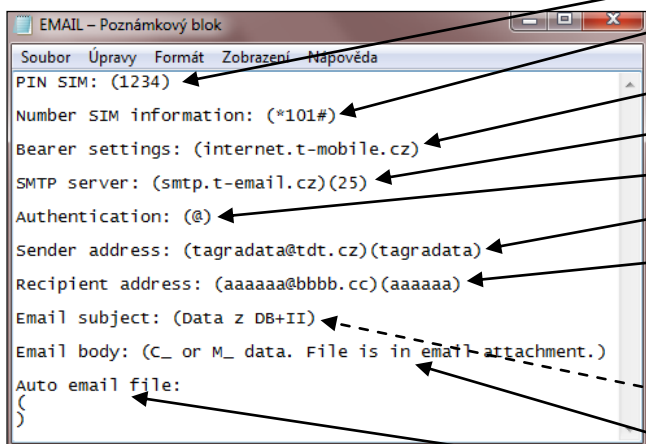 EMAIL – Poznámkový blok
Soubor Úpravy Formát Zobrazení Nápověda
PIN SIM: (1234)
Number SIM information: (*101#)
Bearer settings: (internet.t-mobile.cz)
SMTP server: (smtp.t-email.cz)(25)
Authentication: (@)
Sender address: (tagradata@tdt.cz)(tagradata)
Recipient address: (aaaaaa@bbbb.cc)(aaaaaa)
Email subject: (Data z DB+II)
Email body: (C_ or M_ data. File is in email attachment.)
Auto email file:
(
)